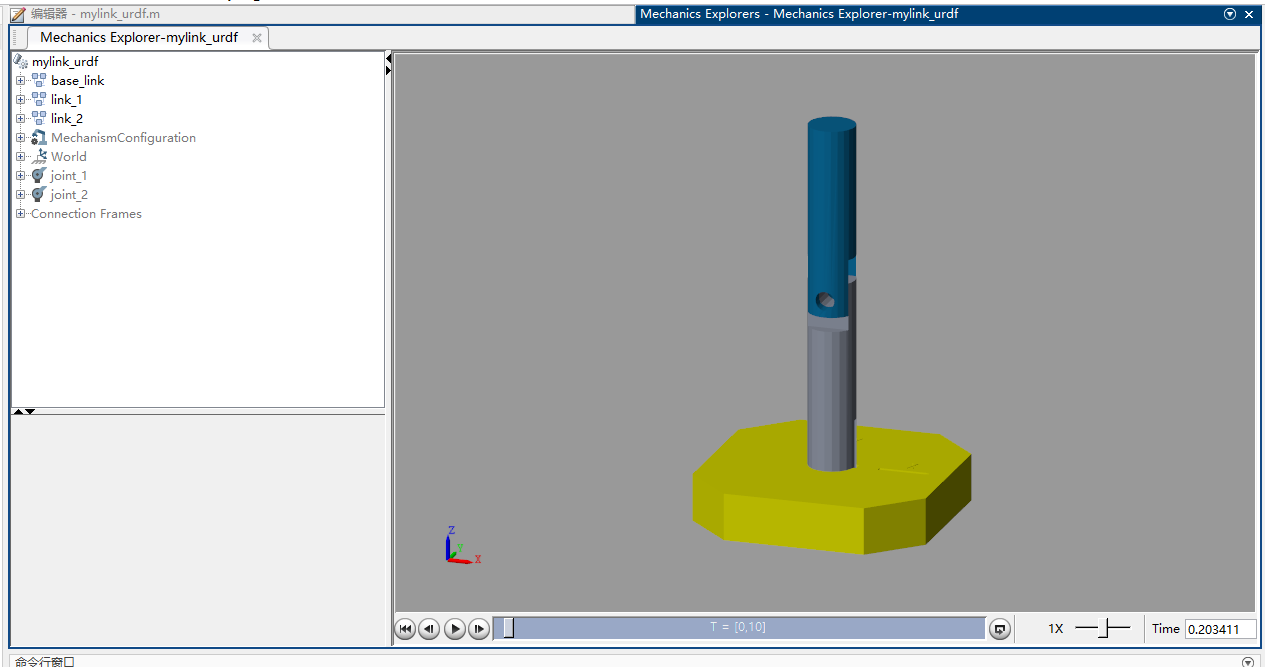 编辑器 - mylink_urdf.m
Mechanics Explorers - Mechanics Explorer-mylink_urdf
Mechanics Explorer-mylink_urdf
mylink_urdf
base_link
link_1
link_2
MechanismConfiguration
World
joint_1
joint_2
Connection Frames
Z
Y
X
T = [0,10]
1X
Time 0.203411
命令行窗口